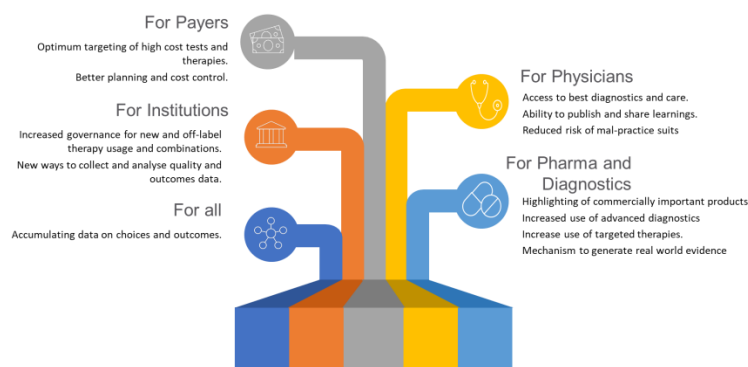 For Payers
Optimum targeting of high cost tests and
therapies.
Better planning and cost control.
For Institutions
Increased governance for new and off-label
therapy usage and combinations.
New ways to collect and analyse quality and
outcomes data.
For all
Accumulating data on choices and outcomes.
For Physicians
Access to best diagnostics and care.
Ability to publish and share learnings.
Reduced risk of mal-practice suits
For Pharma and
Diagnostics
Highlighting of commercially important products
Increased use of advanced diagnostics
Increase use of targeted therapies.
Mechanism to generate real world evidence